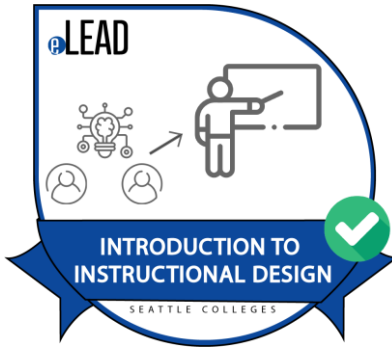 eLEAD
INTRODUCTION TO
INSTRUCTIONAL DESIGN
SEATTLE COLLEGES